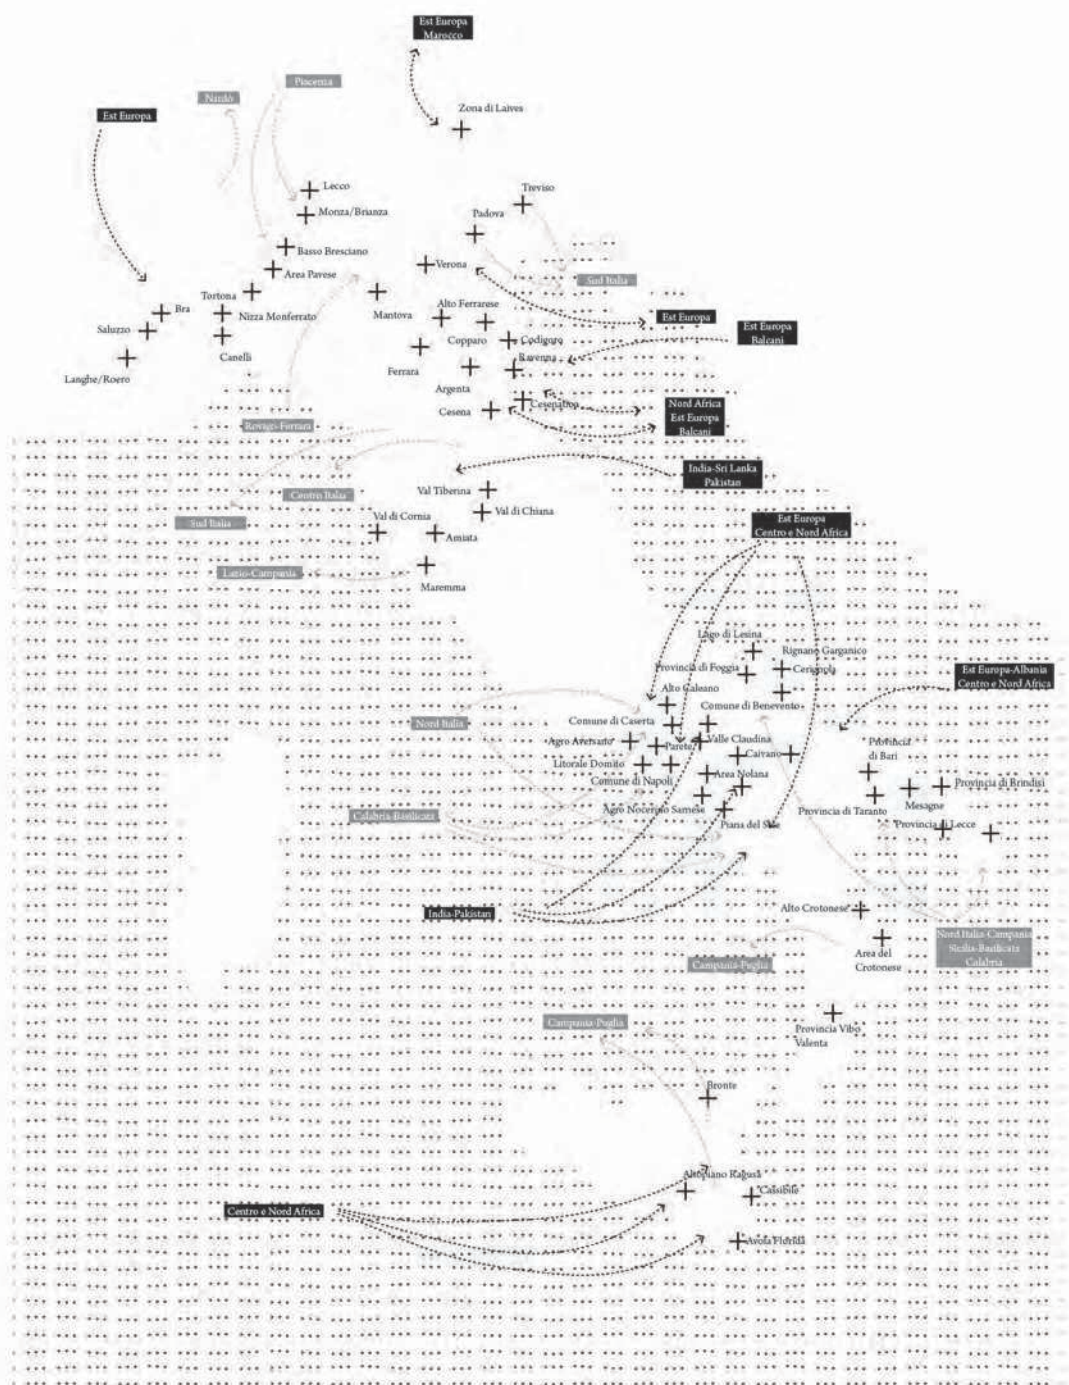 Est Europa
Marocco
Piacenza
Nardò
Est Europa
Zona di Laives
Lecco
Treviso
Monza/Brianza
Padova
Basso Bresciano
Verona
Area Pavese
Sud Italia
Tortona
Mantova
Alto Ferrarese
Bra
Nizza Monferrato
Est Europa
Est Europa
Balcani
Saluzzo
Copparo
Codigoro
Canelli
Ravenna
Ferrara
Langhe/Roero
Argenta
Cesenatico
Cesena
Nord Africa
Est Europa
Balcani
Rovigo-Ferrara
India-Sri Lanka
Pakistan
Centro Italia
Val Tiberina
Sud Italia
Val di Cornia
Val di Chiana
Est Europa
Centro e Nord Africa
Amiata
Lazio-Campania
Maremma
Lago di Lesina
Rignano Garganico
Provincia di Foggia
Cerignola
Est Europa-Albania
Centro e Nord Africa
Alto Caleano
Comune di Benevento
Nord Italia
Comune di Caserta
Agro Aversano
Parete
Valle Claudina
Caivano
Provincia
di Bari
Litorale Domito
Comune di Napoli
Area Nolana
Provincia di Brindisi
Mesagne
Calabria-Basilicata
Agro Nocerino Sarnese
Piana del Sele
Provincia di Taranto
Provincia di Lecce
India-Pakistan
Alto Crotonese
Nord Italia-Campania
Sicilia-Basilicata
Calabria
Campania-Puglia
Area del
Crotonese
Campania-Puglia
Provincia Vibo
Valenta
Bronte
Altopiano Ragusa
Cassibile
Centro e Nord Africa
Avola Florida